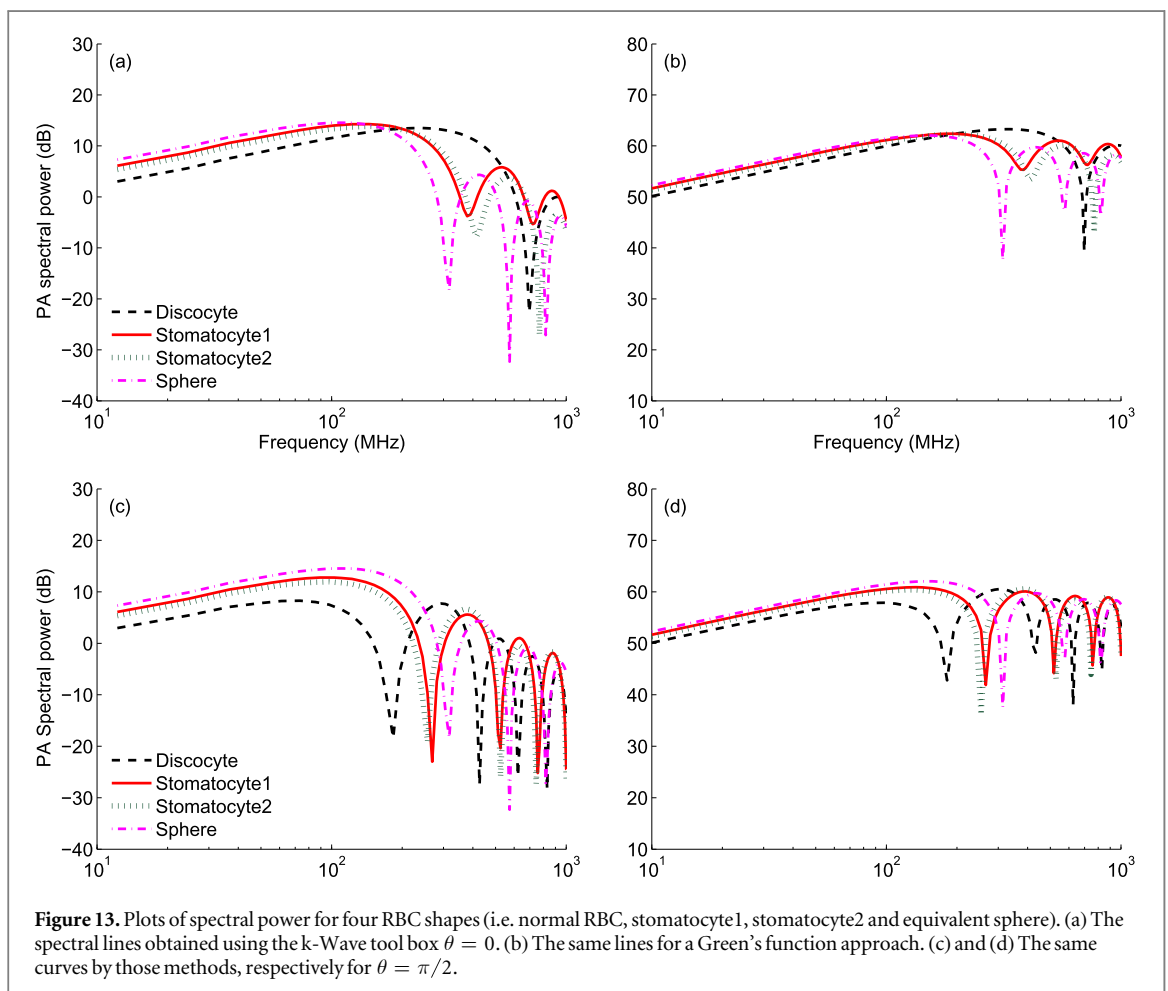 30
20
10
0
−10
−20
−30
−40
(a)
PA spectral power (dB)
Discocyte
Stomatocyte1
Stomatocyte2
Sphere
10^1
10^2
10^3
Frequency (MHz)
80
70
60
50
40
30
20
10
(b)
10^1
10^2
10^3
Frequency (MHz)
30
20
10
0
−10
−20
−30
−40
(c)
PA Spectral power (dB)
Discocyte
Stomatocyte1
Stomatocyte2
Sphere
10^1
10^2
10^3
80
70
60
50
40
30
20
10
(d)
10^1
10^2
10^3
Figure 13. Plots of spectral power for four RBC shapes (i.e. normal RBC, stomatocyte1, stomatocyte2 and equivalent sphere). (a) The
spectral lines obtained using the k-Wave tool box θ = 0. (b) The same lines for a Green's function approach. (c) and (d) The same
curves by those methods, respectively for θ = π/2.